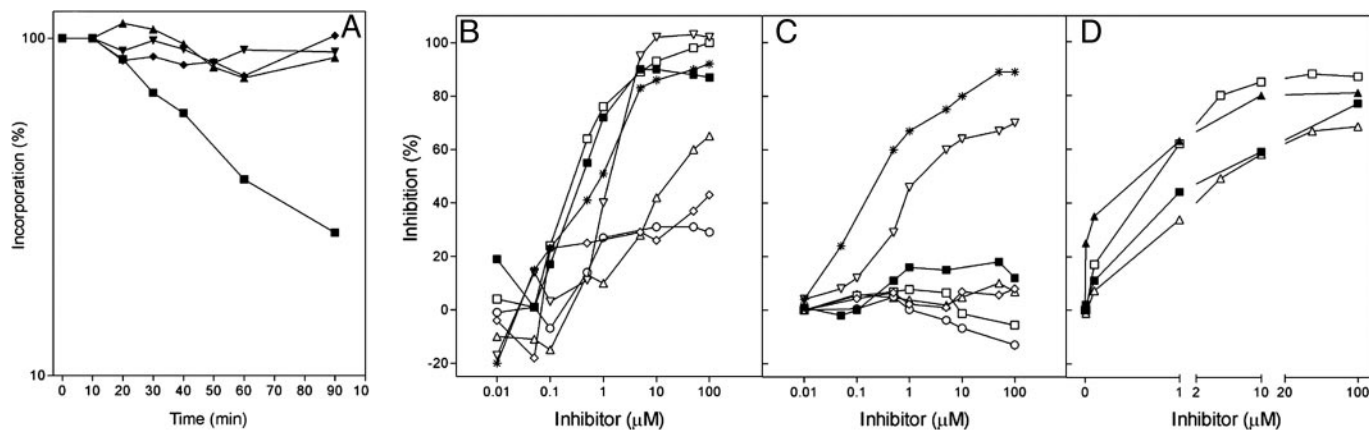 A
100
10
Incorporation (%)
0 10 20 30 40 50 60 70 80 90 10
Time (min)
B
100
80
60
40
20
0
-20
Inhibition (%)
0.01 0.1 1 10 100
Inhibitor (μM)
C
0.01 0.1 1 10 100
Inhibitor (μM)
D
0 1 2 10 20 100
Inhibitor (μM)